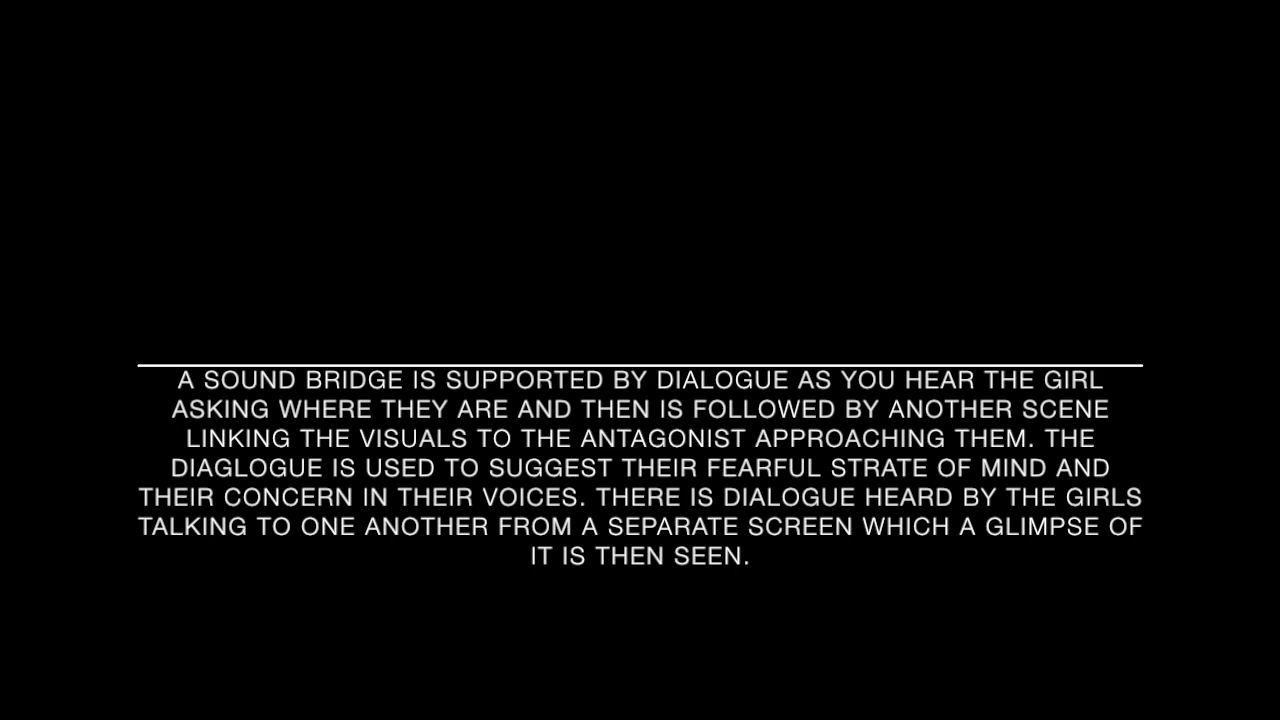 A SOUND BRIDGE IS SUPPORTED BY DIALOGUE AS YOU HEAR THE GIRL
ASKING WHERE THEY ARE AND THEN IS FOLLOWED BY ANOTHER SCENE
LINKING THE VISUALS TO THE ANTAGONIST APPROACHING THEM. THE
DIAGLOGUE IS USED TO SUGGEST THEIR FEARFUL STRATE OF MIND AND
THEIR CONCERN IN THEIR VOICES. THERE IS DIALOGUE HEARD BY THE GIRLS
TALKING TO ONE ANOTHER FROM A SEPARATE SCREEN WHICH A GLIMPSE OF
IT IS THEN SEEN.